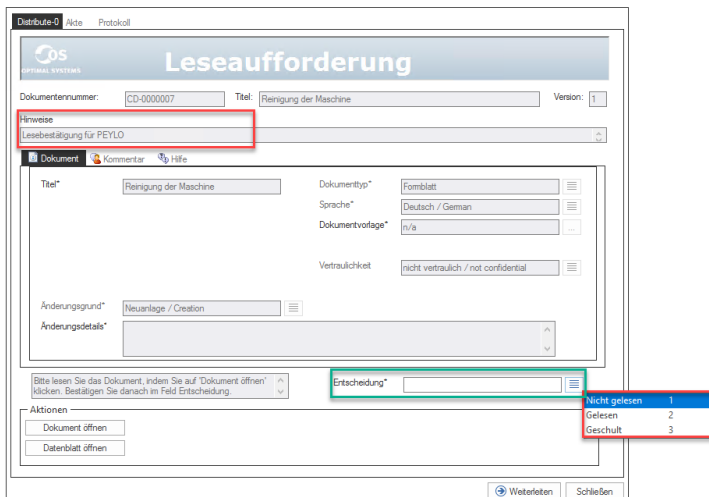 Distribute-0 Akte Protokoll
OS
OPTIMAL SYSTEMS
Leseaufforderung
Dokumentennummer: CD-0000007 Titel: Reinigung der Maschine Version: 1
Hinweise
Lesebestätigung für PEYLO
Dokument Kommentar Hilfe
Titel* Reinigung der Maschine Dokumenttyp* Formblatt
Sprache* Deutsch / German
Dokumentvorlage* n/a ...
Vertraulichkeit nicht vertraulich / not confidential
Änderungsgrund* Neuanlage / Creation
Änderungsdetails*
Bitte lesen Sie das Dokument, indem Sie auf 'Dokument öffnen'
klicken. Bestätigen Sie danach im Feld Entscheidung.
Entscheidung*
Nicht gelesen 1
Gelesen 2
Geschult 3
Aktionen
Dokument öffnen
Datenblatt öffnen
Weiterleiten Schließen